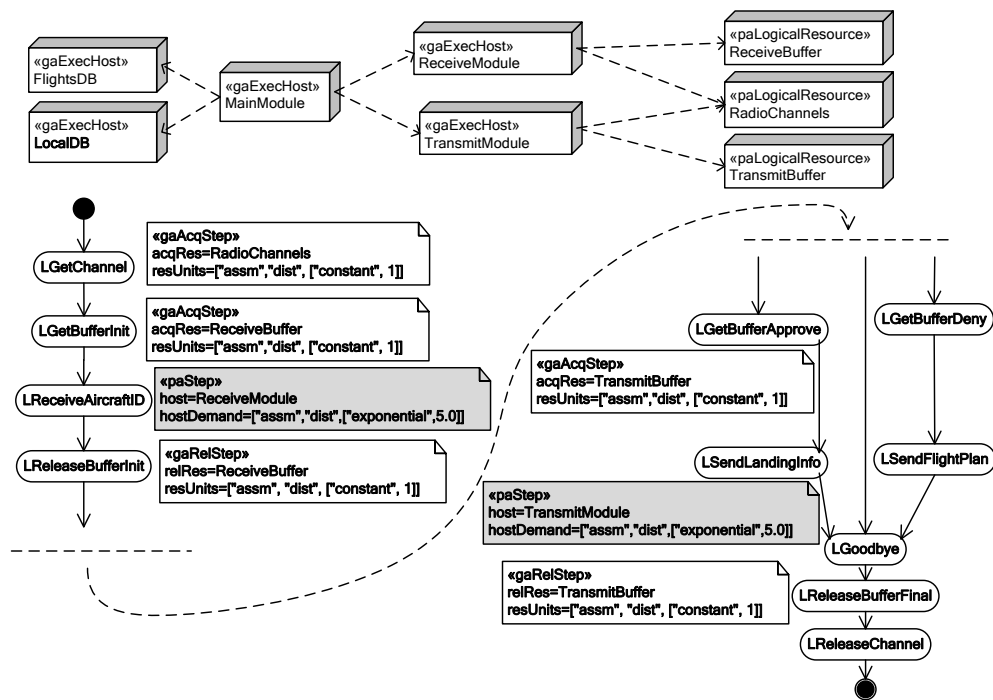 «gaExecHost»
FlightsDB
«gaExecHost»
LocalDB
«gaExecHost»
MainModule
«gaExecHost»
ReceiveModule
«gaExecHost»
TransmitModule
«paLogicalResource»
ReceiveBuffer
«paLogicalResource»
RadioChannels
«paLogicalResource»
TransmitBuffer
LGetChannel
«gaAcqStep»
acqRes=RadioChannels
resUnits=["assm","dist", ["constant", 1]]
LGetBufferInit
«gaAcqStep»
acqRes=ReceiveBuffer
resUnits=["assm","dist", ["constant", 1]]
LReceiveAircraftID
«paStep»
host=ReceiveModule
hostDemand=["assm","dist",["exponential",5.0]]
LReleaseBufferInit
«gaRelStep»
relRes=ReceiveBuffer
resUnits=["assm", "dist", ["constant", 1]]
LGetBufferApprove
LGetBufferDeny
«gaAcqStep»
acqRes=TransmitBuffer
resUnits=["assm","dist", ["constant", 1]]
LSendLandingInfo
LSendFlightPlan
«paStep»
host=TransmitModule
hostDemand=["assm","dist",["exponential",5.0]]
LGoodbye
«gaRelStep»
relRes=TransmitBuffer
resUnits=["assm", "dist", ["constant", 1]]
LReleaseBufferFinal
LReleaseChannel